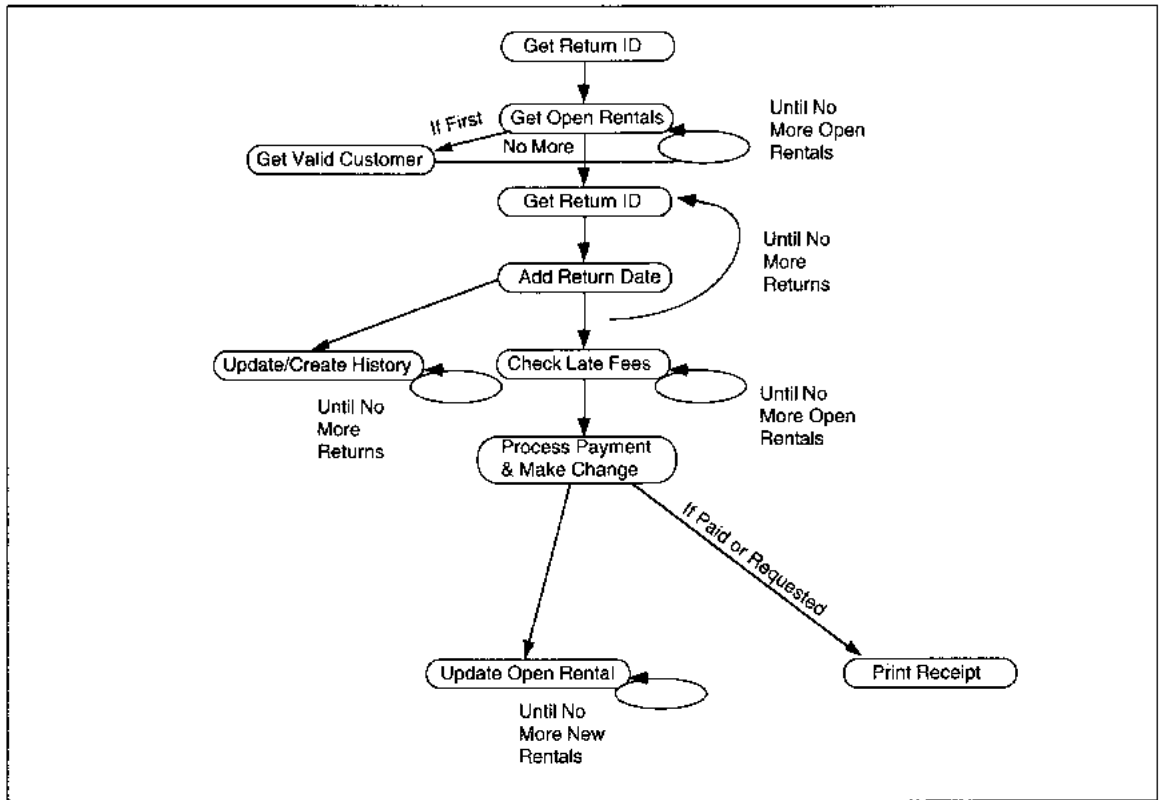 Get Return ID
Get Open Rentals
Until No
More Open
Rentals
If First
No More
Get Valid Customer
Get Return ID
Until No
More
Returns
Add Return Date
Update/Create History
Check Late Fees
Until No
More
Returns
Until No
More Open
Rentals
Process Payment
& Make Change
If Paid or Requested
Update Open Rental
Print Receipt
Until No
More New
Rentals